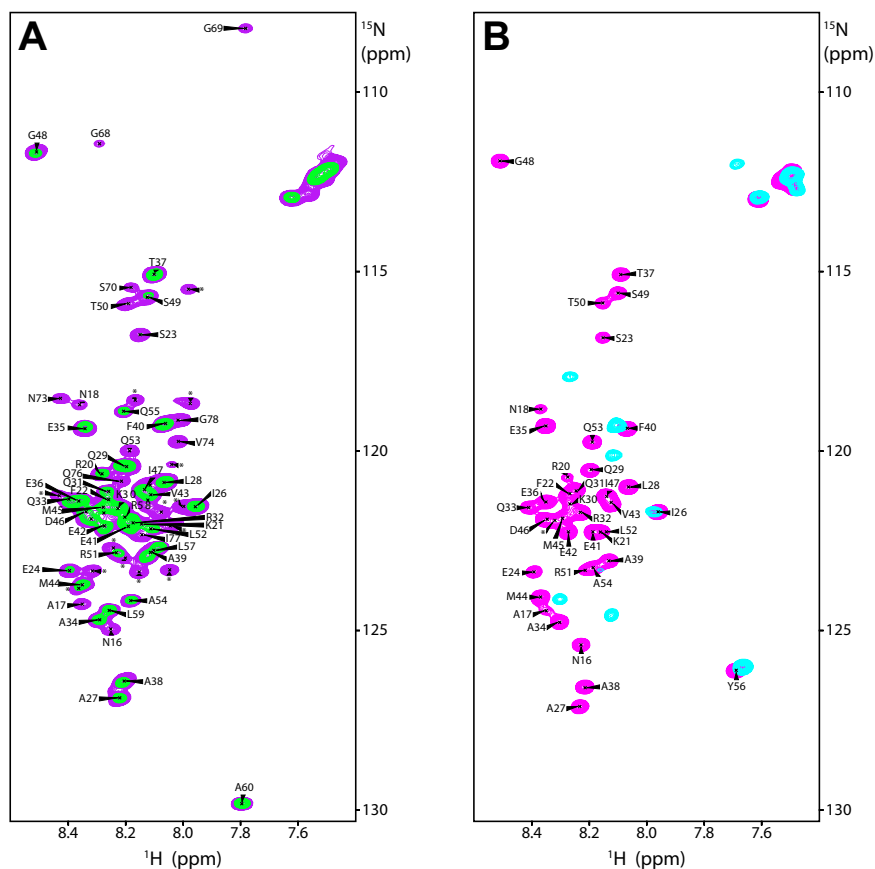 A
B
15N
(ppm)
15N
(ppm)
G69
110
110
G48
G68
G48
T37
T37
115
115
S70
*
S49
S49
T50
T50
S23
S23
N73
N18
*
*
N18
Q55
G78
E35
F40
E35
Q53
F40
Q53
V74
120
120
Q29
*
Q29
R20
R20
Q76
I47
E36
Q31
L28
F22
Q31
I47
L28
E36
F22
K30
V43
I26
K30
V43
I26
*
Q33
R58
*
*
Q33
R32
M45
R32
D46
K21
D46
*
L52
E42
L52
M45
E41
K21
E41
I77
E42
*
L57
R51
*
A39
A39
E24
*
*
*
E24
R51
A54
M44
*
A54
M44
A17
L59
A17
A34
125
A34
125
N16
N16
A38
Y56
A27
A38
A27
A60
130
130
8.4
8.2
8.0
7.6
8.4
8.2
8.0
7.6
1H (ppm)
1H (ppm)